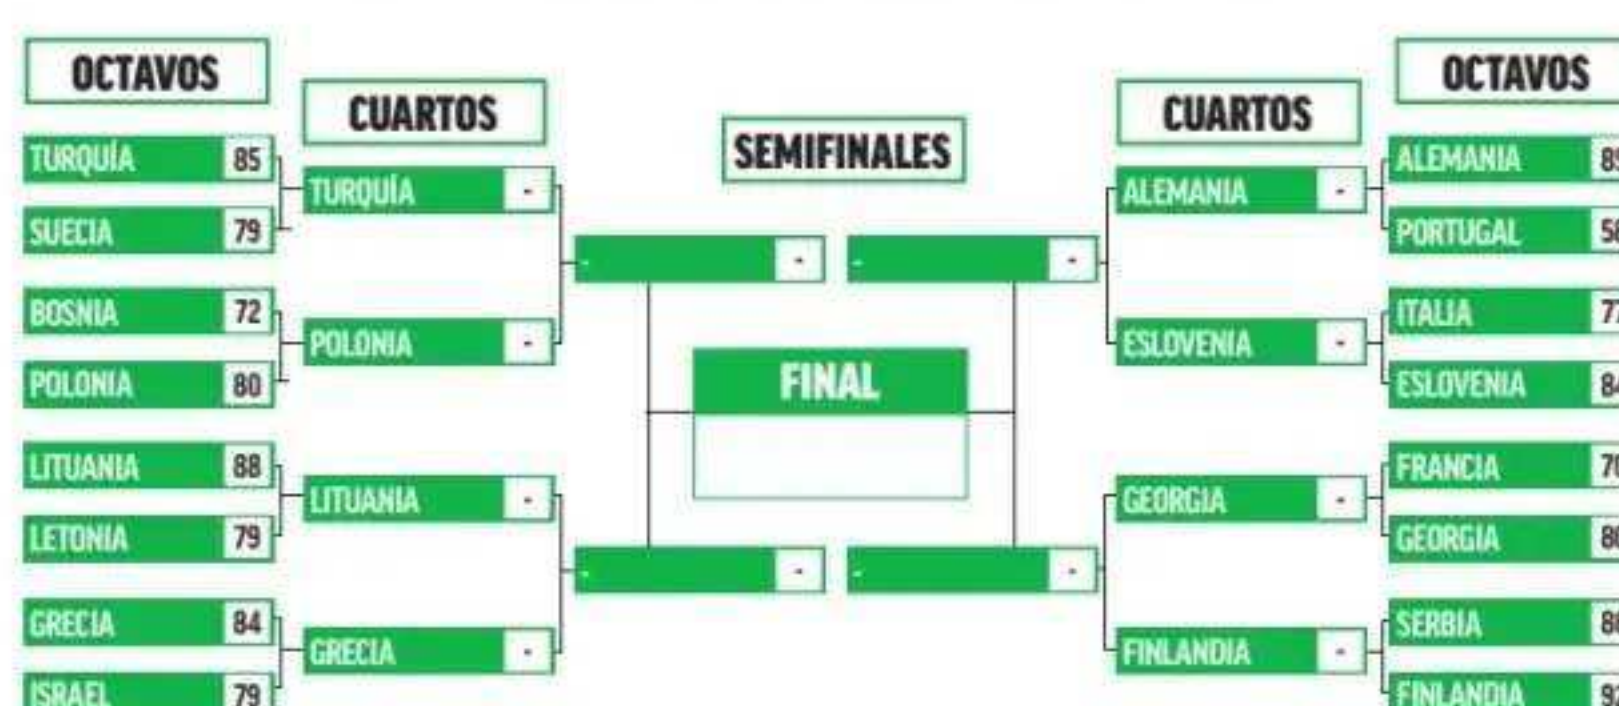 OCTAVOS
TURQUÍA 85
SUECIA 79
BOSNIA 72
POLONIA 80
LITUANIA 88
LETONIA 79
GRECIA 84
ISRAEL 79
CUARTOS
TURQUÍA -
POLONIA -
LITUANIA -
GRECIA -
SEMIFINALES
- -
- -
- -
- -
FINAL
CUARTOS
ALEMANIA -
ESLOVENIA -
GEORGIA -
FINLANDIA -
OCTAVOS
ALEMANIA
PORTUGAL
ITALIA
ESLOVENIA
FRANCIA
GEORGIA
SERBIA
FINLANDIA